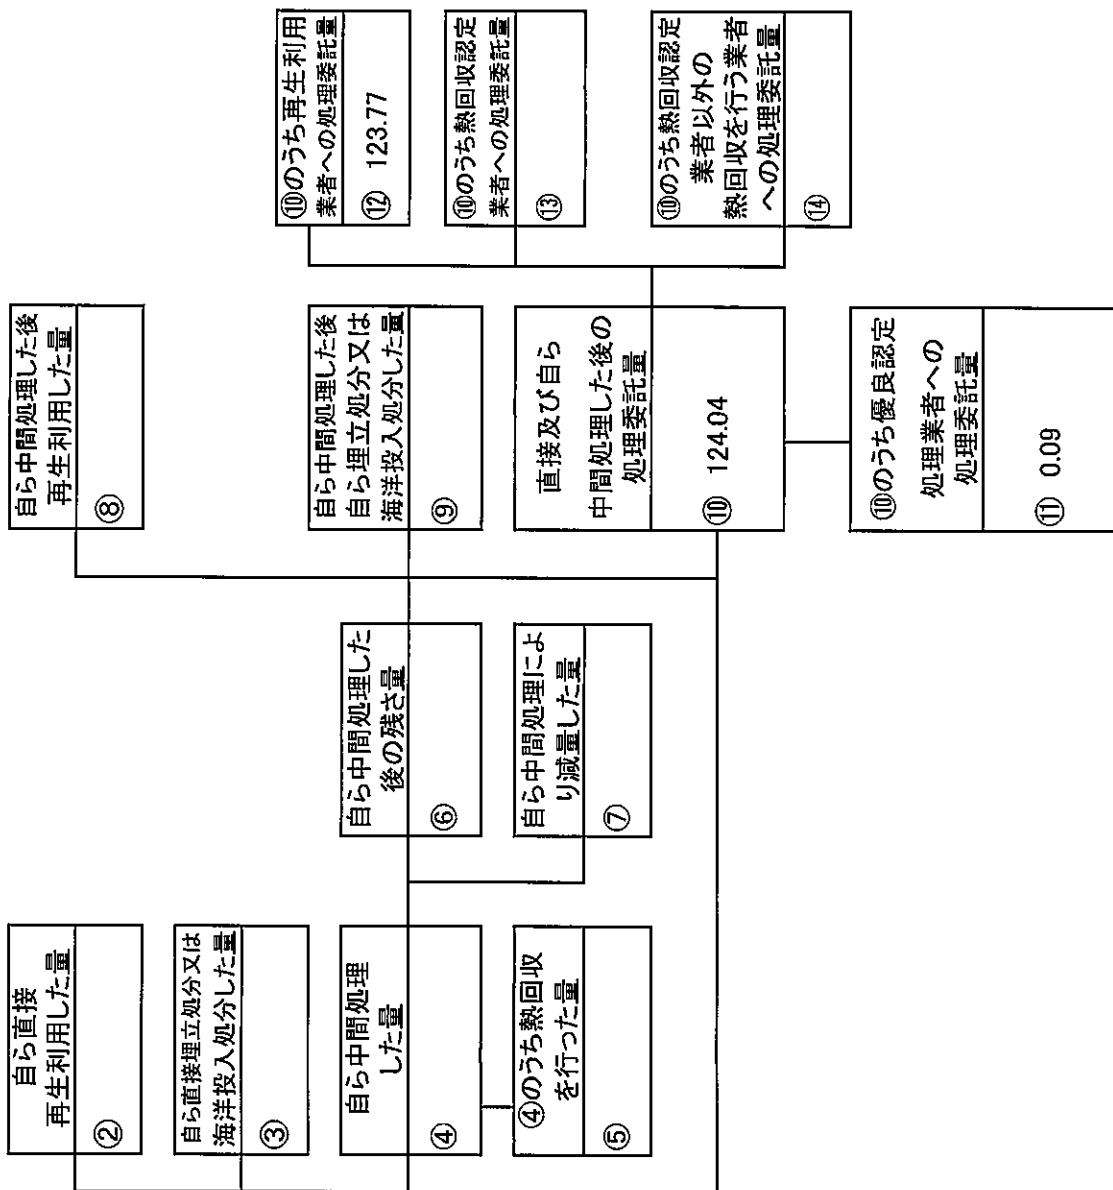 自ら直接
再生利用した量
②
自ら直接埋立処分又は
海洋投入処分した量
③
自ら中間処理
した量
④
④のうち熱回収
を行った量
⑤
自ら中間処理した
後の残さ量
⑥
自ら中間処理によ
り減量した量
⑦
自ら中間処理した後
再生利用した量
⑧
自ら中間処理した後
自ら埋立処分又は
海洋投入処分した量
⑨
直接及び自ら
中間処理した後の
処理委託量
⑩ 124.04
⑩のうち優良認定
処理業者への
処理委託量
⑪ 0.09
⑩のうち再生利用
業者への処理委託量
⑫ 123.77
⑩のうち熱回収認定
業者への処理委託量
⑬
⑩のうち熱回収認定
業者以外の
熱回収を行う業者
への処理委託量
⑭